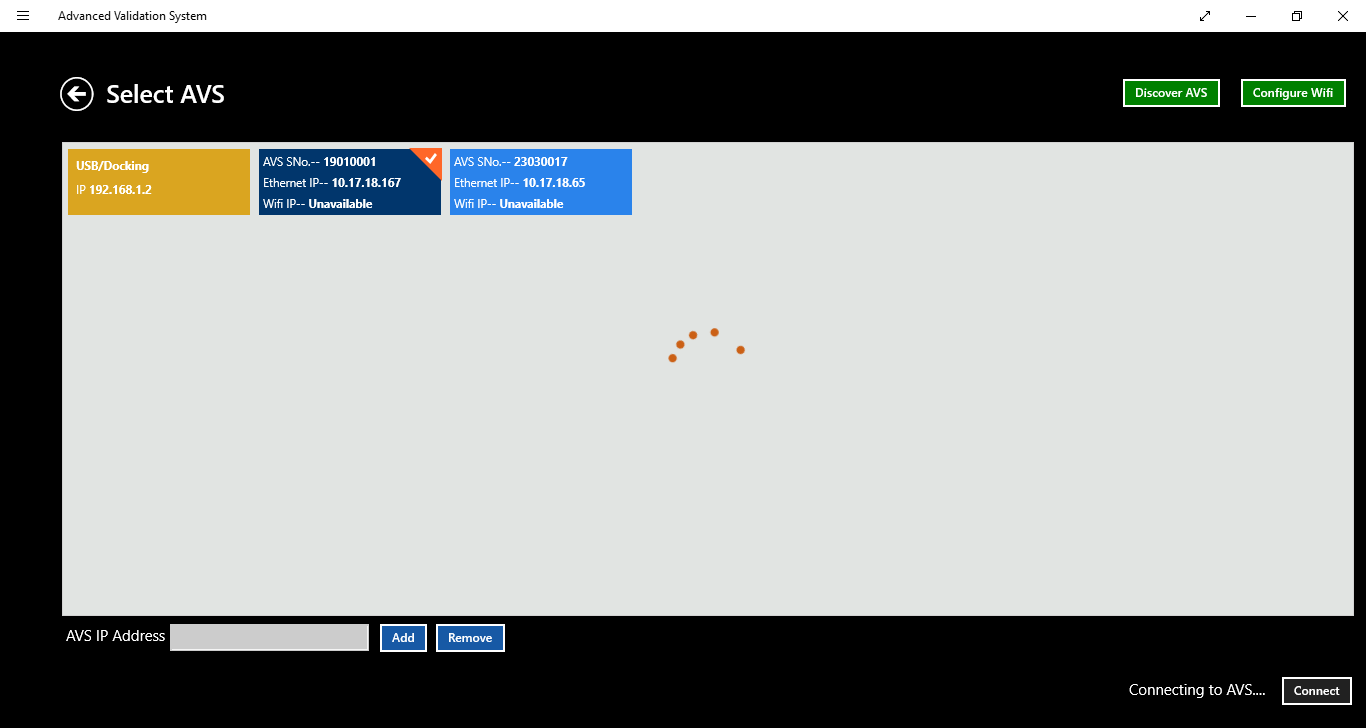 Advanced Validation System
Select AVS
Discover AVS
Configure Wifi
USB/Docking
IP 192.168.1.2
AVS SNo.-- 19010001
Ethernet IP-- 10.17.18.167
Wifi IP-- Unavailable
AVS SNo.-- 23030017
Ethernet IP-- 10.17.18.65
Wifi IP-- Unavailable
AVS IP Address
Add
Remove
Connecting to AVS....
Connect